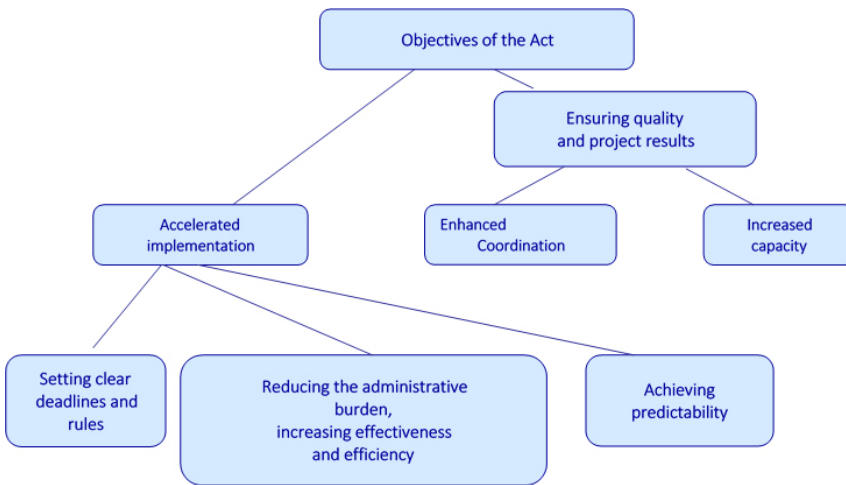 Objectives of the Act
Ensuring quality
and project results
Accelerated
implementation
Enhanced
Coordination
Increased
capacity
Setting clear
deadlines and
rules
Reducing the administrative
burden,
increasing effectiveness
and efficiency
Achieving
predictability